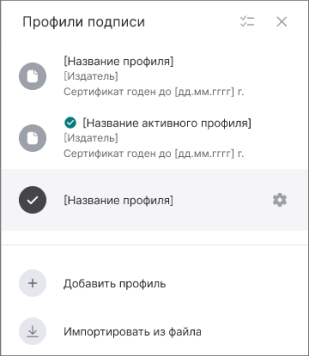 Профили подписи
[Название профиля]
[Издатель]
Сертификат годен до [дд.мм.гггг] г.
[Название активного профиля]
[Издатель]
Сертификат годен до [дд.мм.гггг] г.
[Название профиля]
Добавить профиль
Импортировать из файла